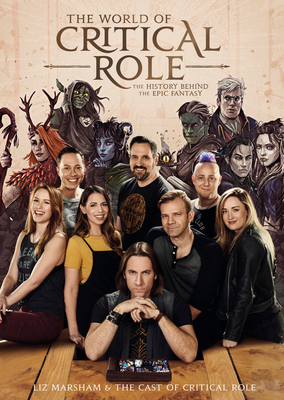 THE WORLD OF
CRITICAL
ROLE
THE HISTORY BEHIND
THE EPIC FANTASY
LIZ MARSHAM & THE CAST OF CRITICAL ROLE